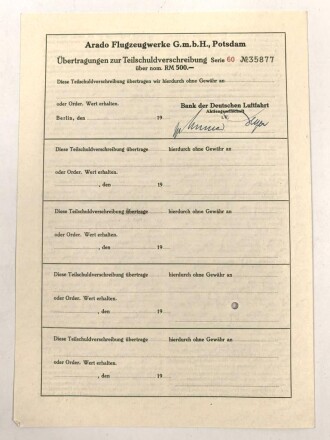 Arado Flugzeugwerke G.m.b.H., Potsdam
Übertragungen zur Teilschuldverschreibung Serie 60 №35877
über nom. RM 500.—
Diese Teilschuldverschreibung übertragen wir hierdurch ohne Gewähr an
oder Order. Wert erhalten.
Bank der Deutschen Luftfahrt
Aktiengesellschaft
Berlin, den 19
Diese Teilschuldverschreibung übertrage hierdurch ohne Gewähr an
oder Order. Wert erhalten.
, den 19
Diese Teilschuldverschreibung übertrage hierdurch ohne Gewähr an
oder Order. Wert erhalten.
, den 19
Diese Teilschuldverschreibung übertrage hierdurch ohne Gewähr an
oder Order. Wert erhalten.
, den 19
Diese Teilschuldverschreibung übertrage hierdurch ohne Gewähr an
oder Order. Wert erhalten.
, den 19